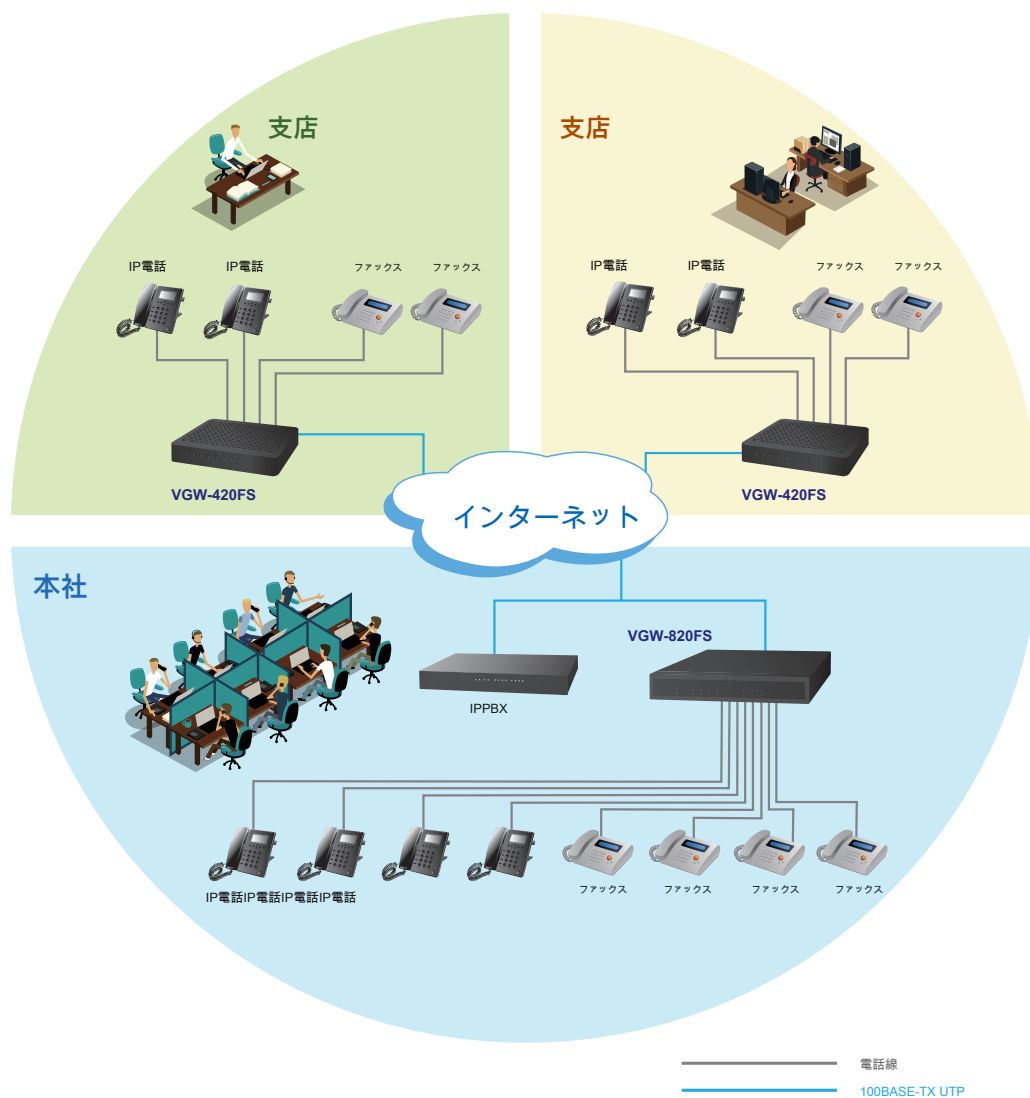 支店
支店
IP電話
IP電話
ファックス
ファックス
IP電話
IP電話
ファックス
ファックス
VGW-420FS
VGW-420FS
インターネット
本社
VGW-820FS
IPPBX
IP電話IP電話IP電話IP電話
ファックス
ファックス
ファックス
ファックス
電話線
100BASE-TX UTP